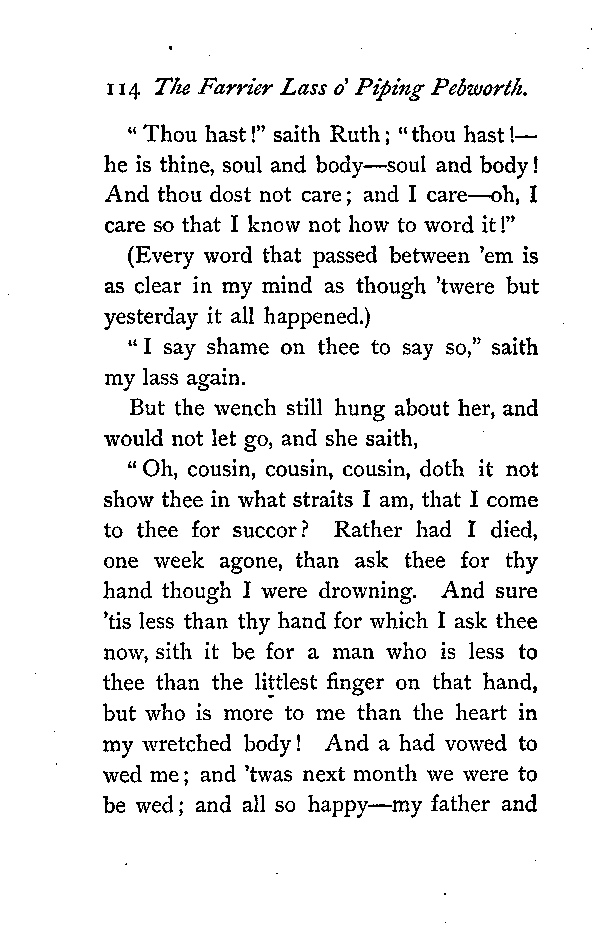 114 The Farrier Lass o' Piping Pebworth.
“ Thou hast!” saith Ruth; “thou hast!—
he is thine, soul and body—soul and body!
And thou dost not care; and I care—oh, I
care so that I know not how to word it!”
(Every word that passed between ’em is
as clear in my mind as though ’twere but
yesterday it all happened.)
“ I say shame on thee to say so,” saith
my lass again.
But the wench still hung about her, and
would not let go, and she saith,
“ Oh, cousin, cousin, cousin, doth it not
show thee in what straits I am, that I come
to thee for succor? Rather had I died,
one week agone, than ask thee for thy
hand though I were drowning. And sure
’tis less than thy hand for which I ask thee
now, sith it be for a man who is less to
thee than the littlest finger on that hand,
but who is more to me than the heart in
my wretched body! And a had vowed to
wed me; and ’twas next month we were to
be wed; and all so happy—my father and